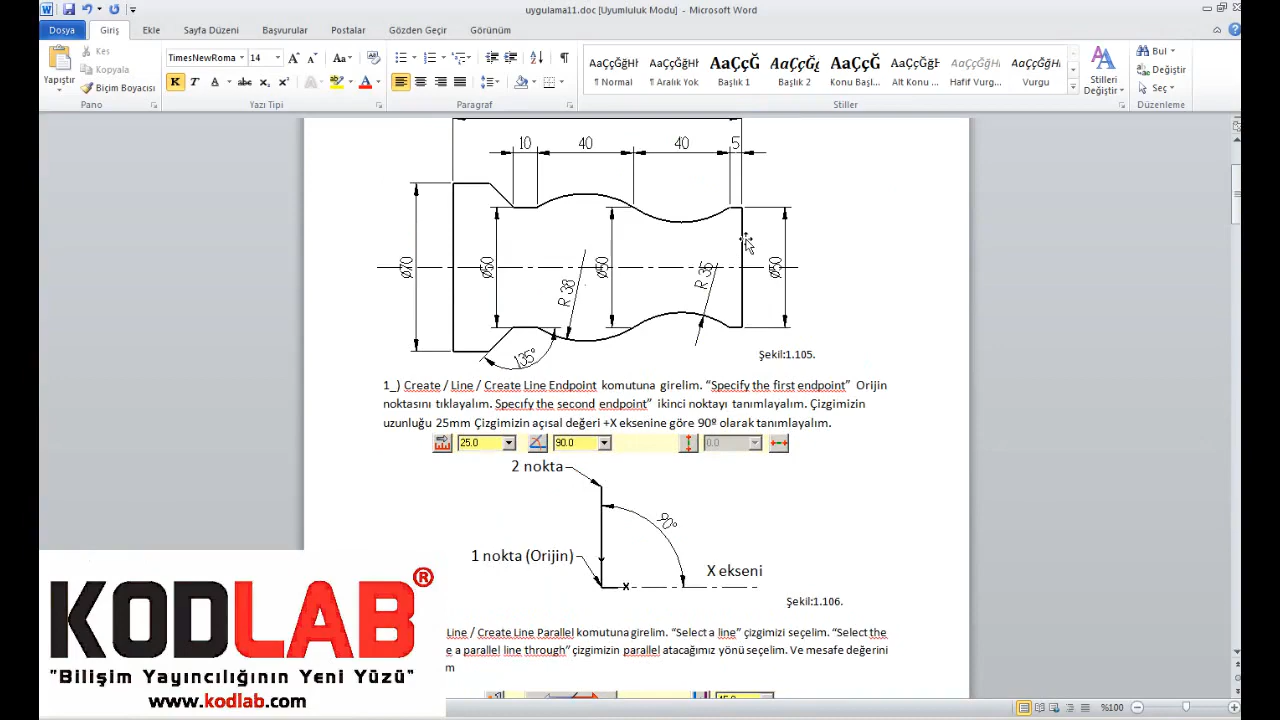 uygulama11.doc [Uyumluluk Modu] - Microsoft Word
Dosya Giriş Ekle Sayfa Düzeni Başvurular Postalar Gözden Geçir Görünüm
Yapıştır
Kes
Kopyala
Biçim Boyacısı
Pano
TimesNewRoma 14
Yazı Tipi
Paragraf
AaÇçĞğH
¶ Normal
AaÇçĞğH
¶ Aralık Yok
AaÇçĞ
Başlık 1
AaÇçĞ
Başlık 2
AaÇçĞ
Konu Başl...
AaÇçĞ
Alt Konu ...
AaÇçĞğH
Hafif Vurg...
AaÇçĞğH
Vurgu
Stilleri
Değiştir
Stiller
Bul
Değiştir
Seç
Düzenleme
10 40 40 5
Ø70 Ø50 Ø50 Ø50
R 38 R 35
135°
Şekil:1.105.
1_) Create / Line / Create Line Endpoint komutuna girelim. “Specify the first endpoint” Orijin
noktasını tıklayalım. Specıfy the second endpoint” ikinci noktayı tanımlayalım. Çizgimizin
uzunluğu 25mm Çizgimizin açısal değeri +X eksenine göre 90º olarak tanımlayalım.
25.0 90.0 0.0
2 nokta
90°
1 nokta (Orijin)
X ekseni
X
Şekil:1.106.
Line / Create Line Parallel komutuna girelim. “Select a line” çizgimizi seçelim. “Select the
e a parallel line through” çizgimizin parallel atacağımız yönü seçelim. Ve mesafe değerini
m
KODLAB®
"Bilişim Yayıncılığının Yeni Yüzü"
www.kodlab.com
%100